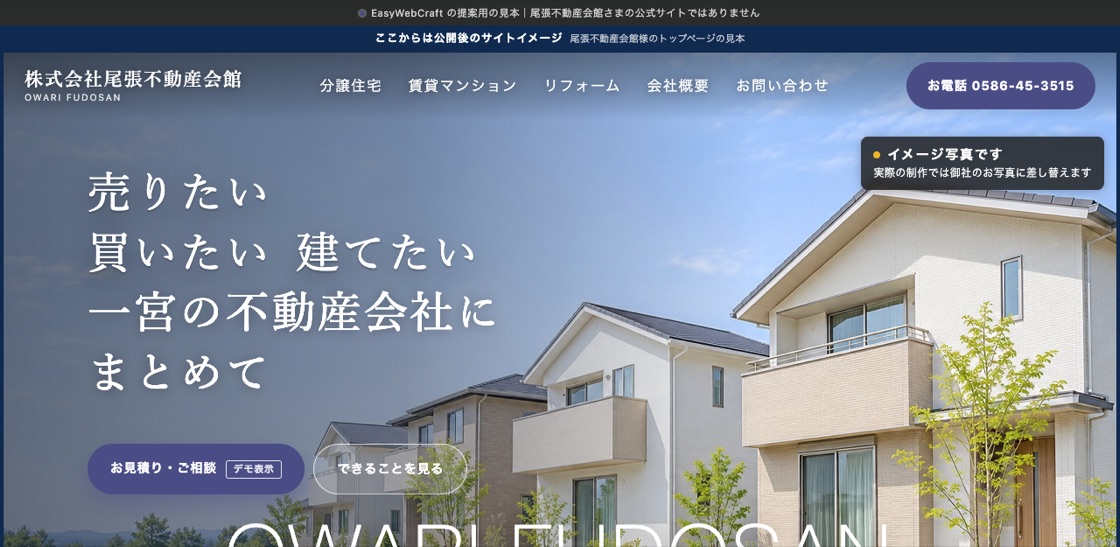 EasyWebCraft の提案用の見本｜尾張不動産会館さまの公式サイトではありません
ここからは公開後のサイトイメージ 尾張不動産会館様のトップページの見本
株式会社尾張不動産会館
OWARI FUDOSAN
分譲住宅 賃貸マンション リフォーム 会社概要 お問い合わせ
お電話 0586-45-3515
イメージ写真です
実際の制作では御社のお写真に差し替えます
売りたい
買いたい 建てたい
一宮の不動産会社に
まとめて
お見積り・ご相談 デモ表示
できることを見る
OWARI FUDOSAN